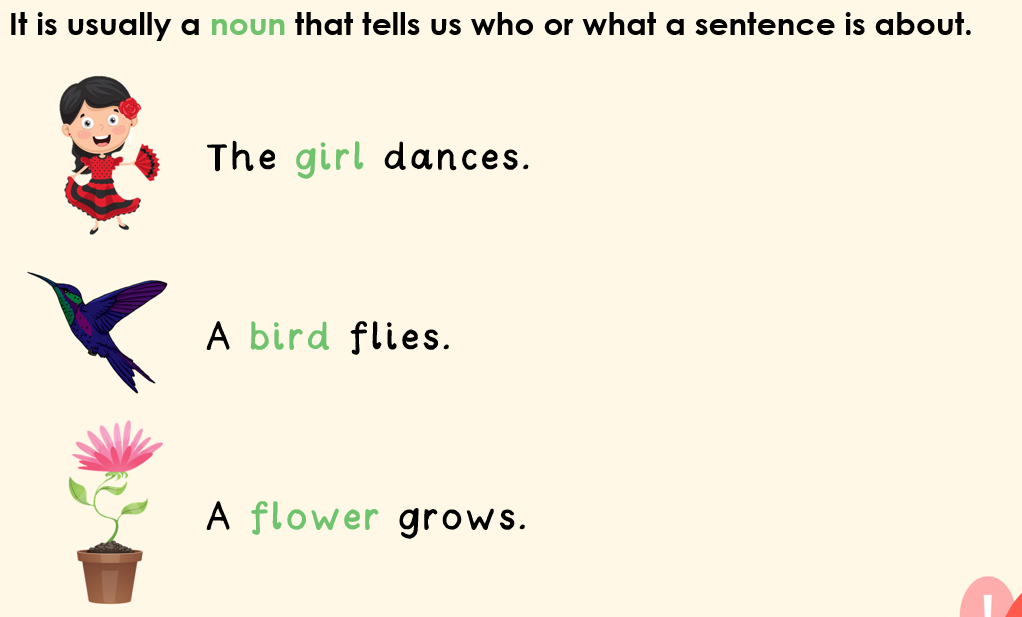 It is usually a noun that tells us who or what a sentence is about.
The girl dances.
A bird flies.
A flower grows.
!